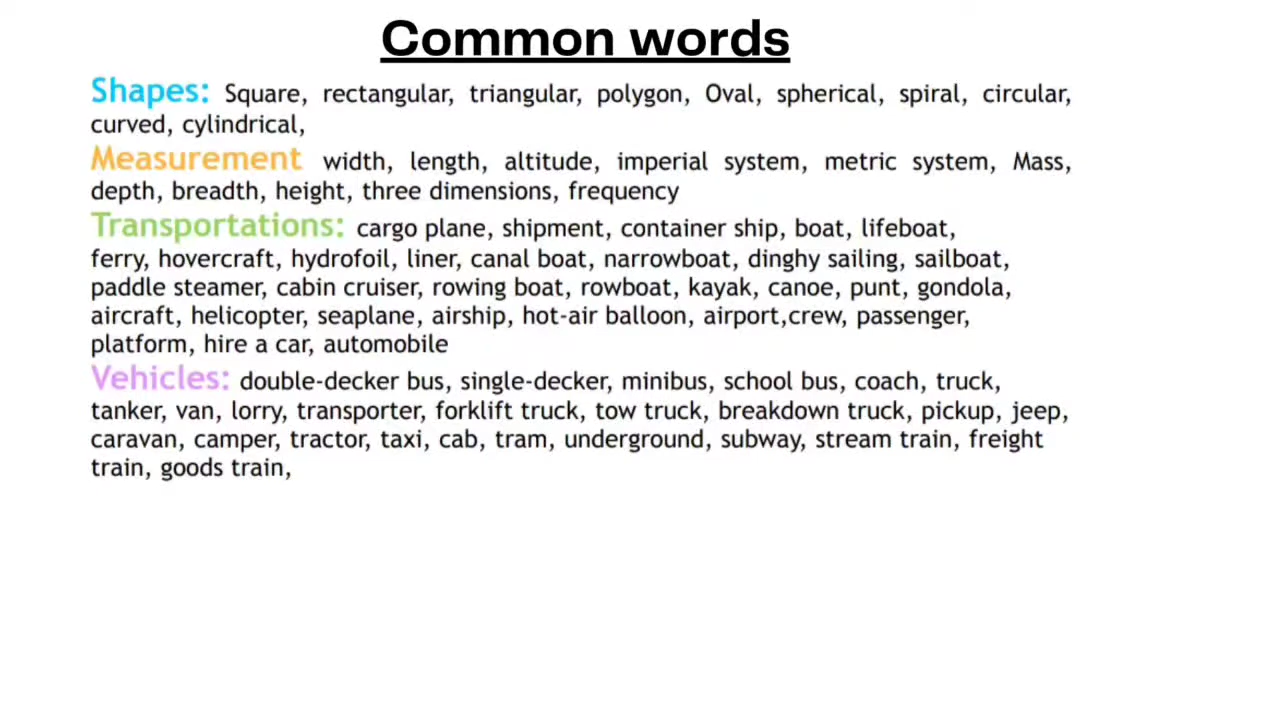 Common words
Shapes: Square, rectangular, triangular, polygon, Oval, spherical, spiral, circular,
curved, cylindrical,
Measurement width, length, altitude, imperial system, metric system, Mass,
depth, breadth, height, three dimensions, frequency
Transportations: cargo plane, shipment, container ship, boat, lifeboat,
ferry, hovercraft, hydrofoil, liner, canal boat, narrowboat, dinghy sailing, sailboat,
paddle steamer, cabin cruiser, rowing boat, rowboat, kayak, canoe, punt, gondola,
aircraft, helicopter, seaplane, airship, hot-air balloon, airport,crew, passenger,
platform, hire a car, automobile
Vehicles: double-decker bus, single-decker, minibus, school bus, coach, truck,
tanker, van, lorry, transporter, forklift truck, tow truck, breakdown truck, pickup, jeep,
caravan, camper, tractor, taxi, cab, tram, underground, subway, stream train, freight
train, goods train,